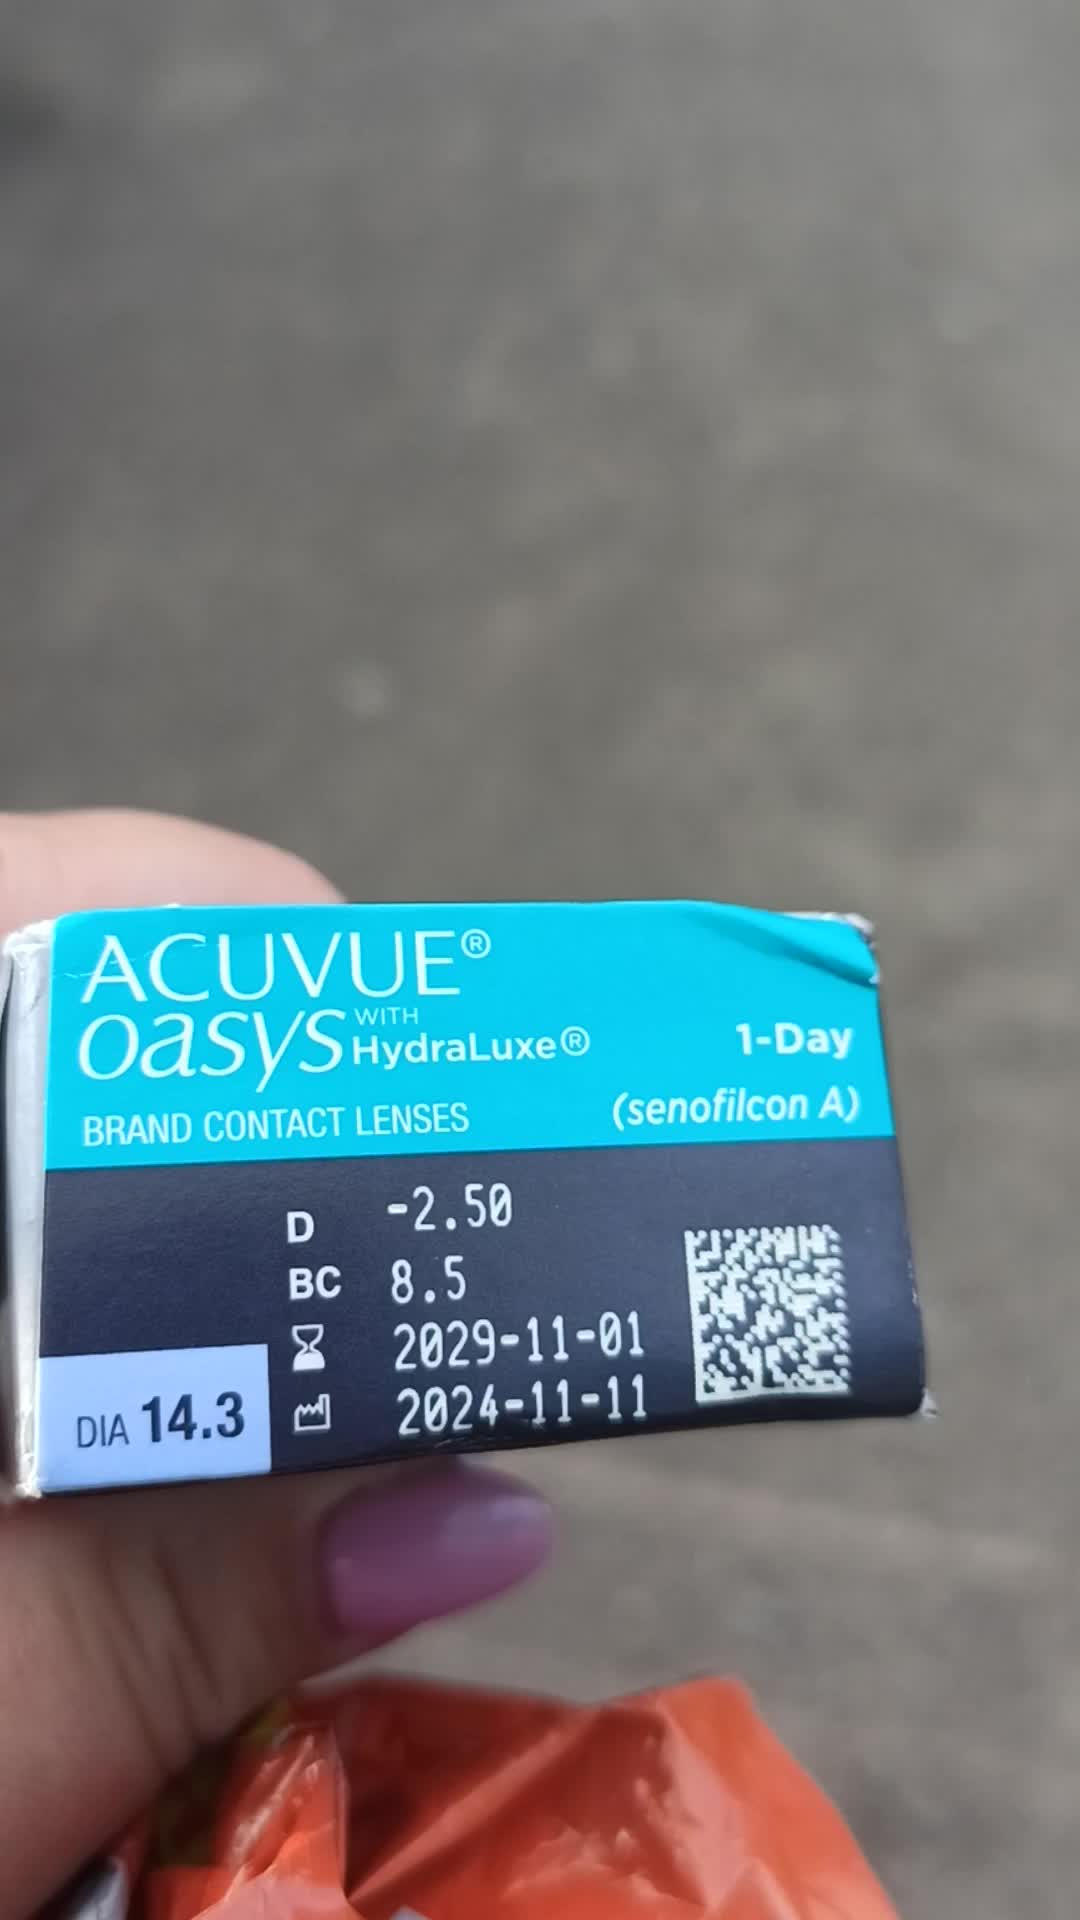 ACUVUE®
oasys WITH HydraLuxe® 1-Day
BRAND CONTACT LENSES (senofilcon A)
D -2.50
BC 8.5
2029-11-01
2024-11-11
DIA 14.3